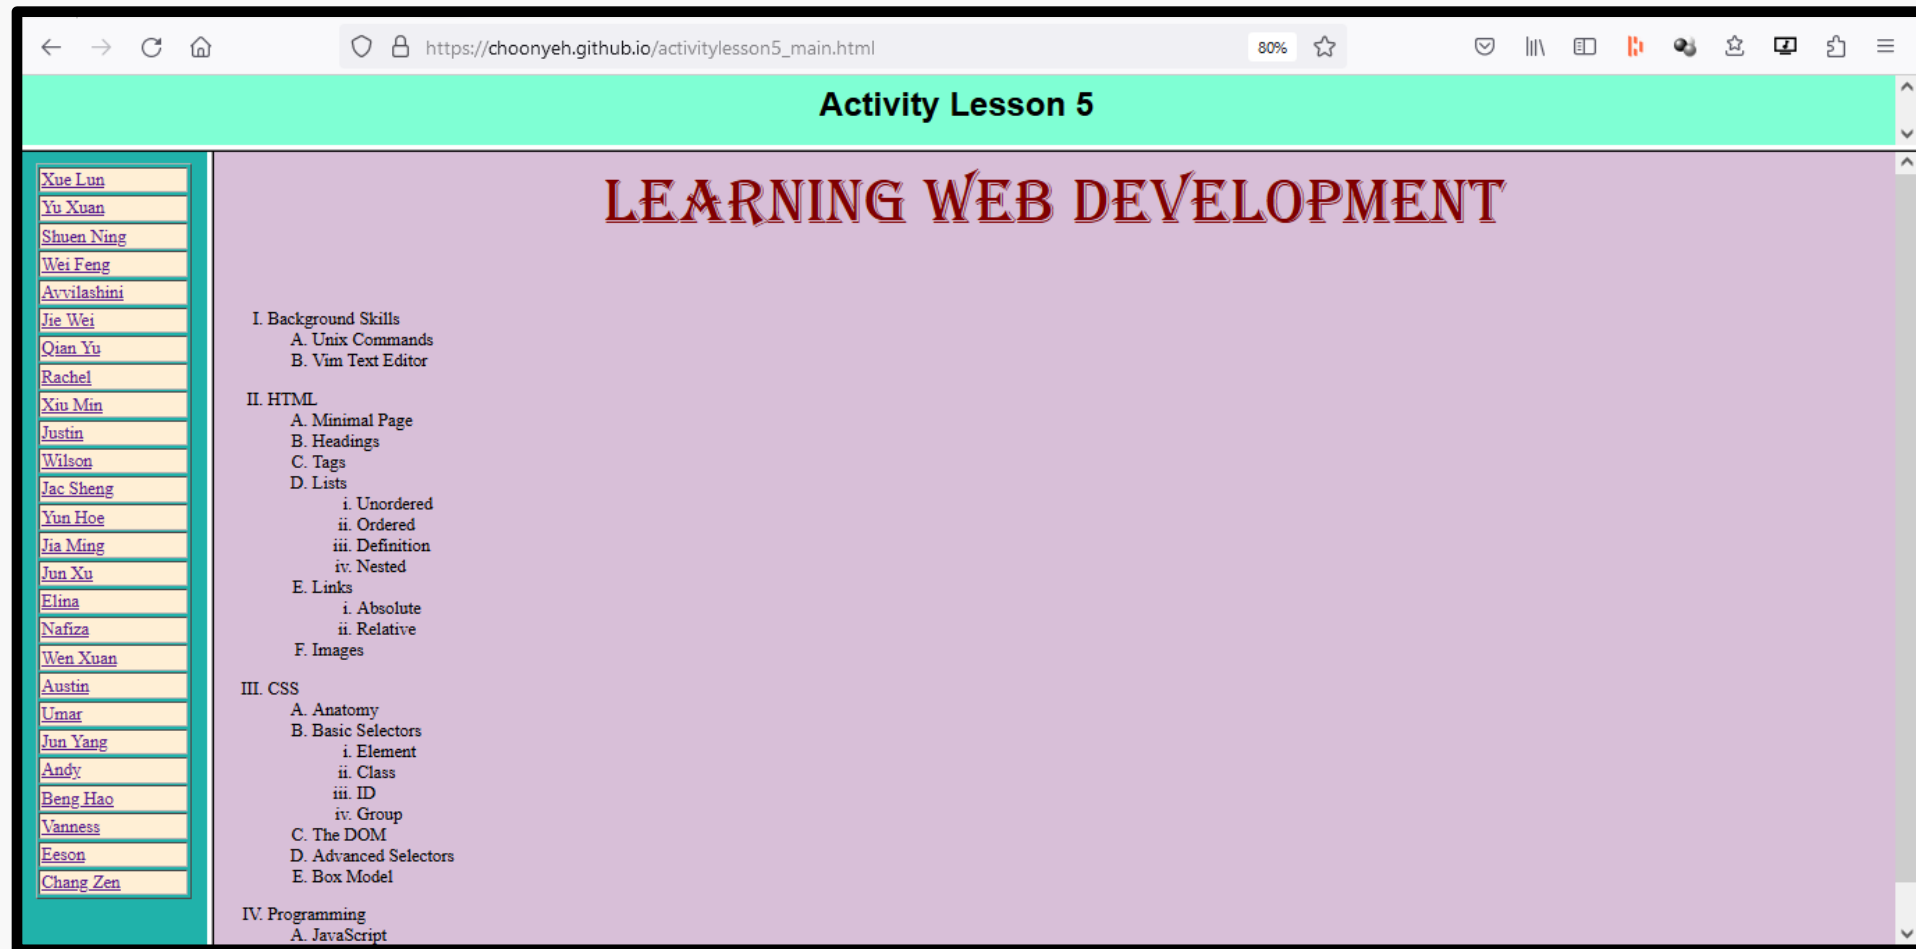 https://choonyeh.github.io/activitylesson5_main.html
80%
Activity Lesson 5
Xue Lun
Yu Xuan
Shuen Ning
Wei Feng
Avvilashini
Jie Wei
Qian Yu
Rachel
Xiu Min
Justin
Wilson
Jac Sheng
Yun Hoe
Jia Ming
Jun Xu
Elina
Nafiza
Wen Xuan
Austin
Umar
Jun Yang
Andy
Beng Hao
Vanness
Eeson
Chang Zen
LEARNING WEB DEVELOPMENT
I. Background Skills
A. Unix Commands
B. Vim Text Editor
II. HTML
A. Minimal Page
B. Headings
C. Tags
D. Lists
i. Unordered
ii. Ordered
iii. Definition
iv. Nested
E. Links
i. Absolute
ii. Relative
F. Images
III. CSS
A. Anatomy
B. Basic Selectors
i. Element
ii. Class
iii. ID
iv. Group
C. The DOM
D. Advanced Selectors
E. Box Model
IV. Programming
A. JavaScript